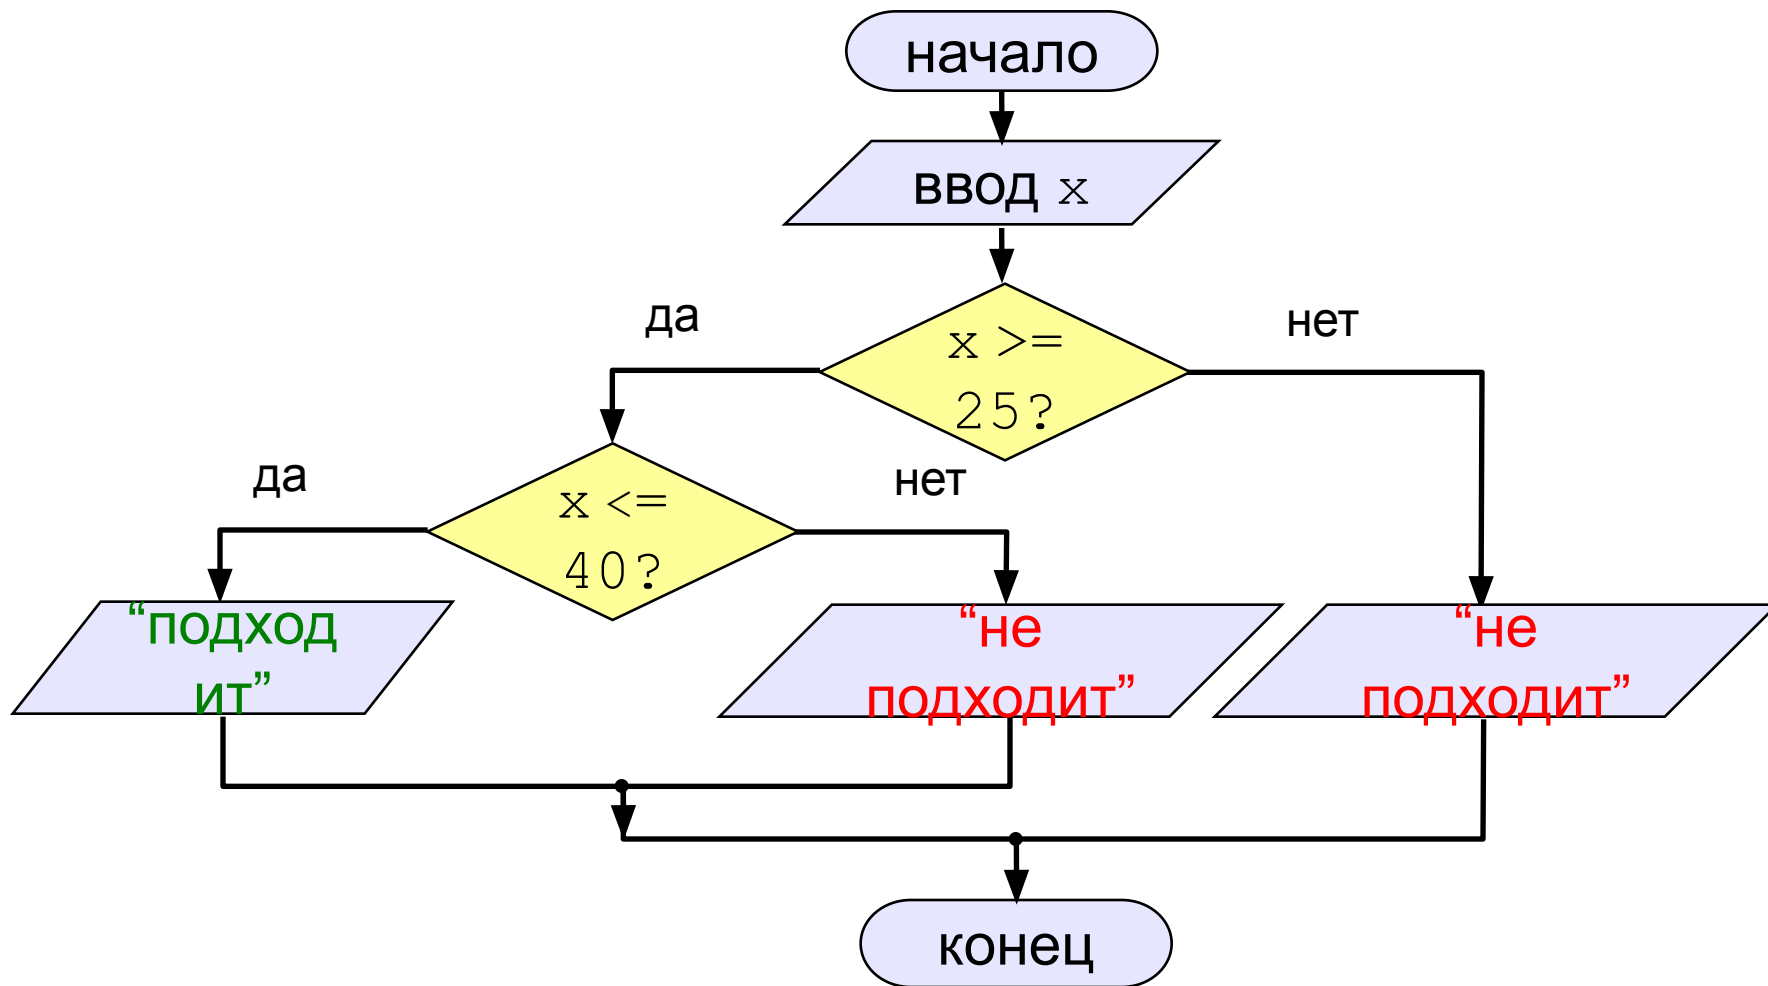 начало
ввод x
да
нет
x >=
25?
да
нет
x <=
40?
“подход
ит”
“не
подходит”
“не
подходит”
конец